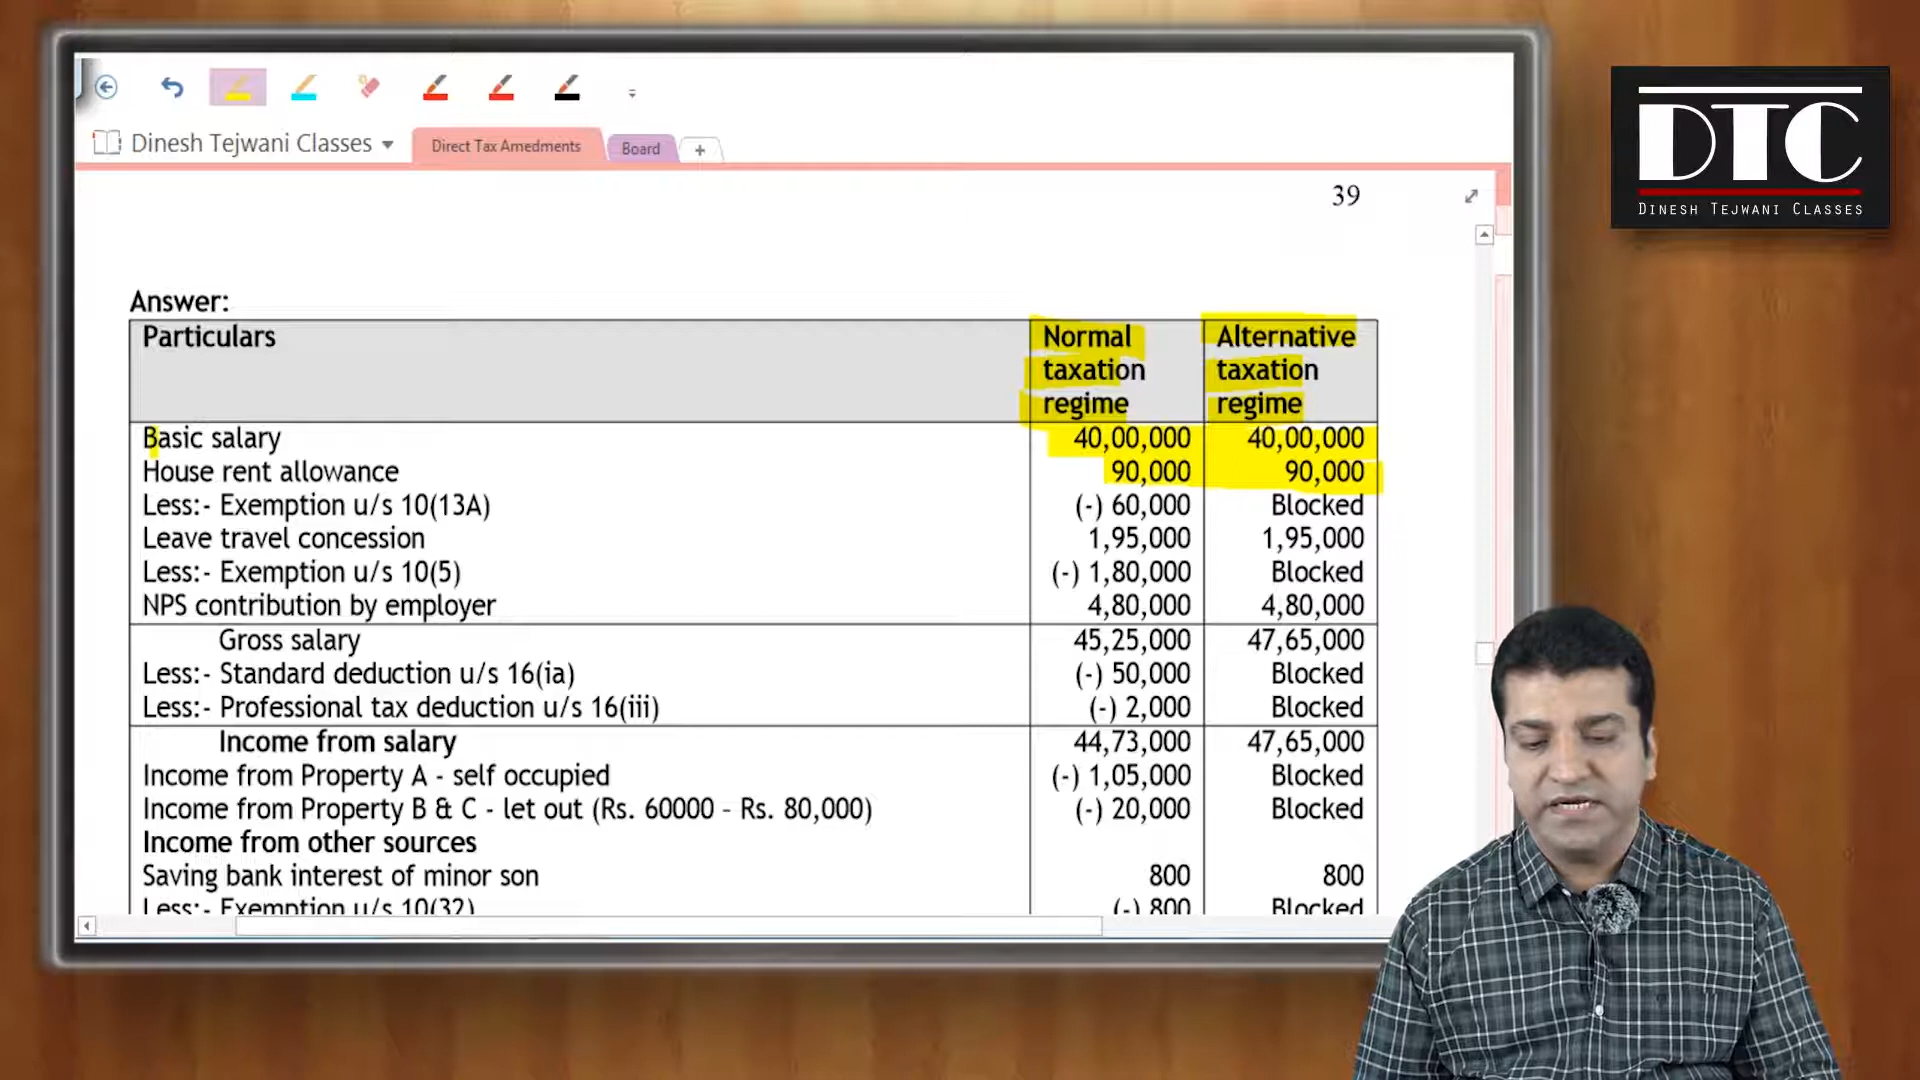 DTC
DINESH TEJWANI CLASSES
Dinesh Tejwani Classes
Direct Tax Amedments
Board
39
Answer:
Particulars Normal taxation regime Alternative taxation regime
Basic salary 40,00,000 40,00,000
House rent allowance 90,000 90,000
Less:- Exemption u/s 10(13A) (-) 60,000 Blocked
Leave travel concession 1,95,000 1,95,000
Less:- Exemption u/s 10(5) (-) 1,80,000 Blocked
NPS contribution by employer 4,80,000 4,80,000
Gross salary 45,25,000 47,65,000
Less:- Standard deduction u/s 16(ia) (-) 50,000 Blocked
Less:- Professional tax deduction u/s 16(iii) (-) 2,000 Blocked
Income from salary 44,73,000 47,65,000
Income from Property A - self occupied (-) 1,05,000 Blocked
Income from Property B & C - let out (Rs. 60000 – Rs. 80,000) (-) 20,000 Blocked
Income from other sources
Saving bank interest of minor son 800 800
Less:- Exemption u/s 10(32) (-) 800 Blocked